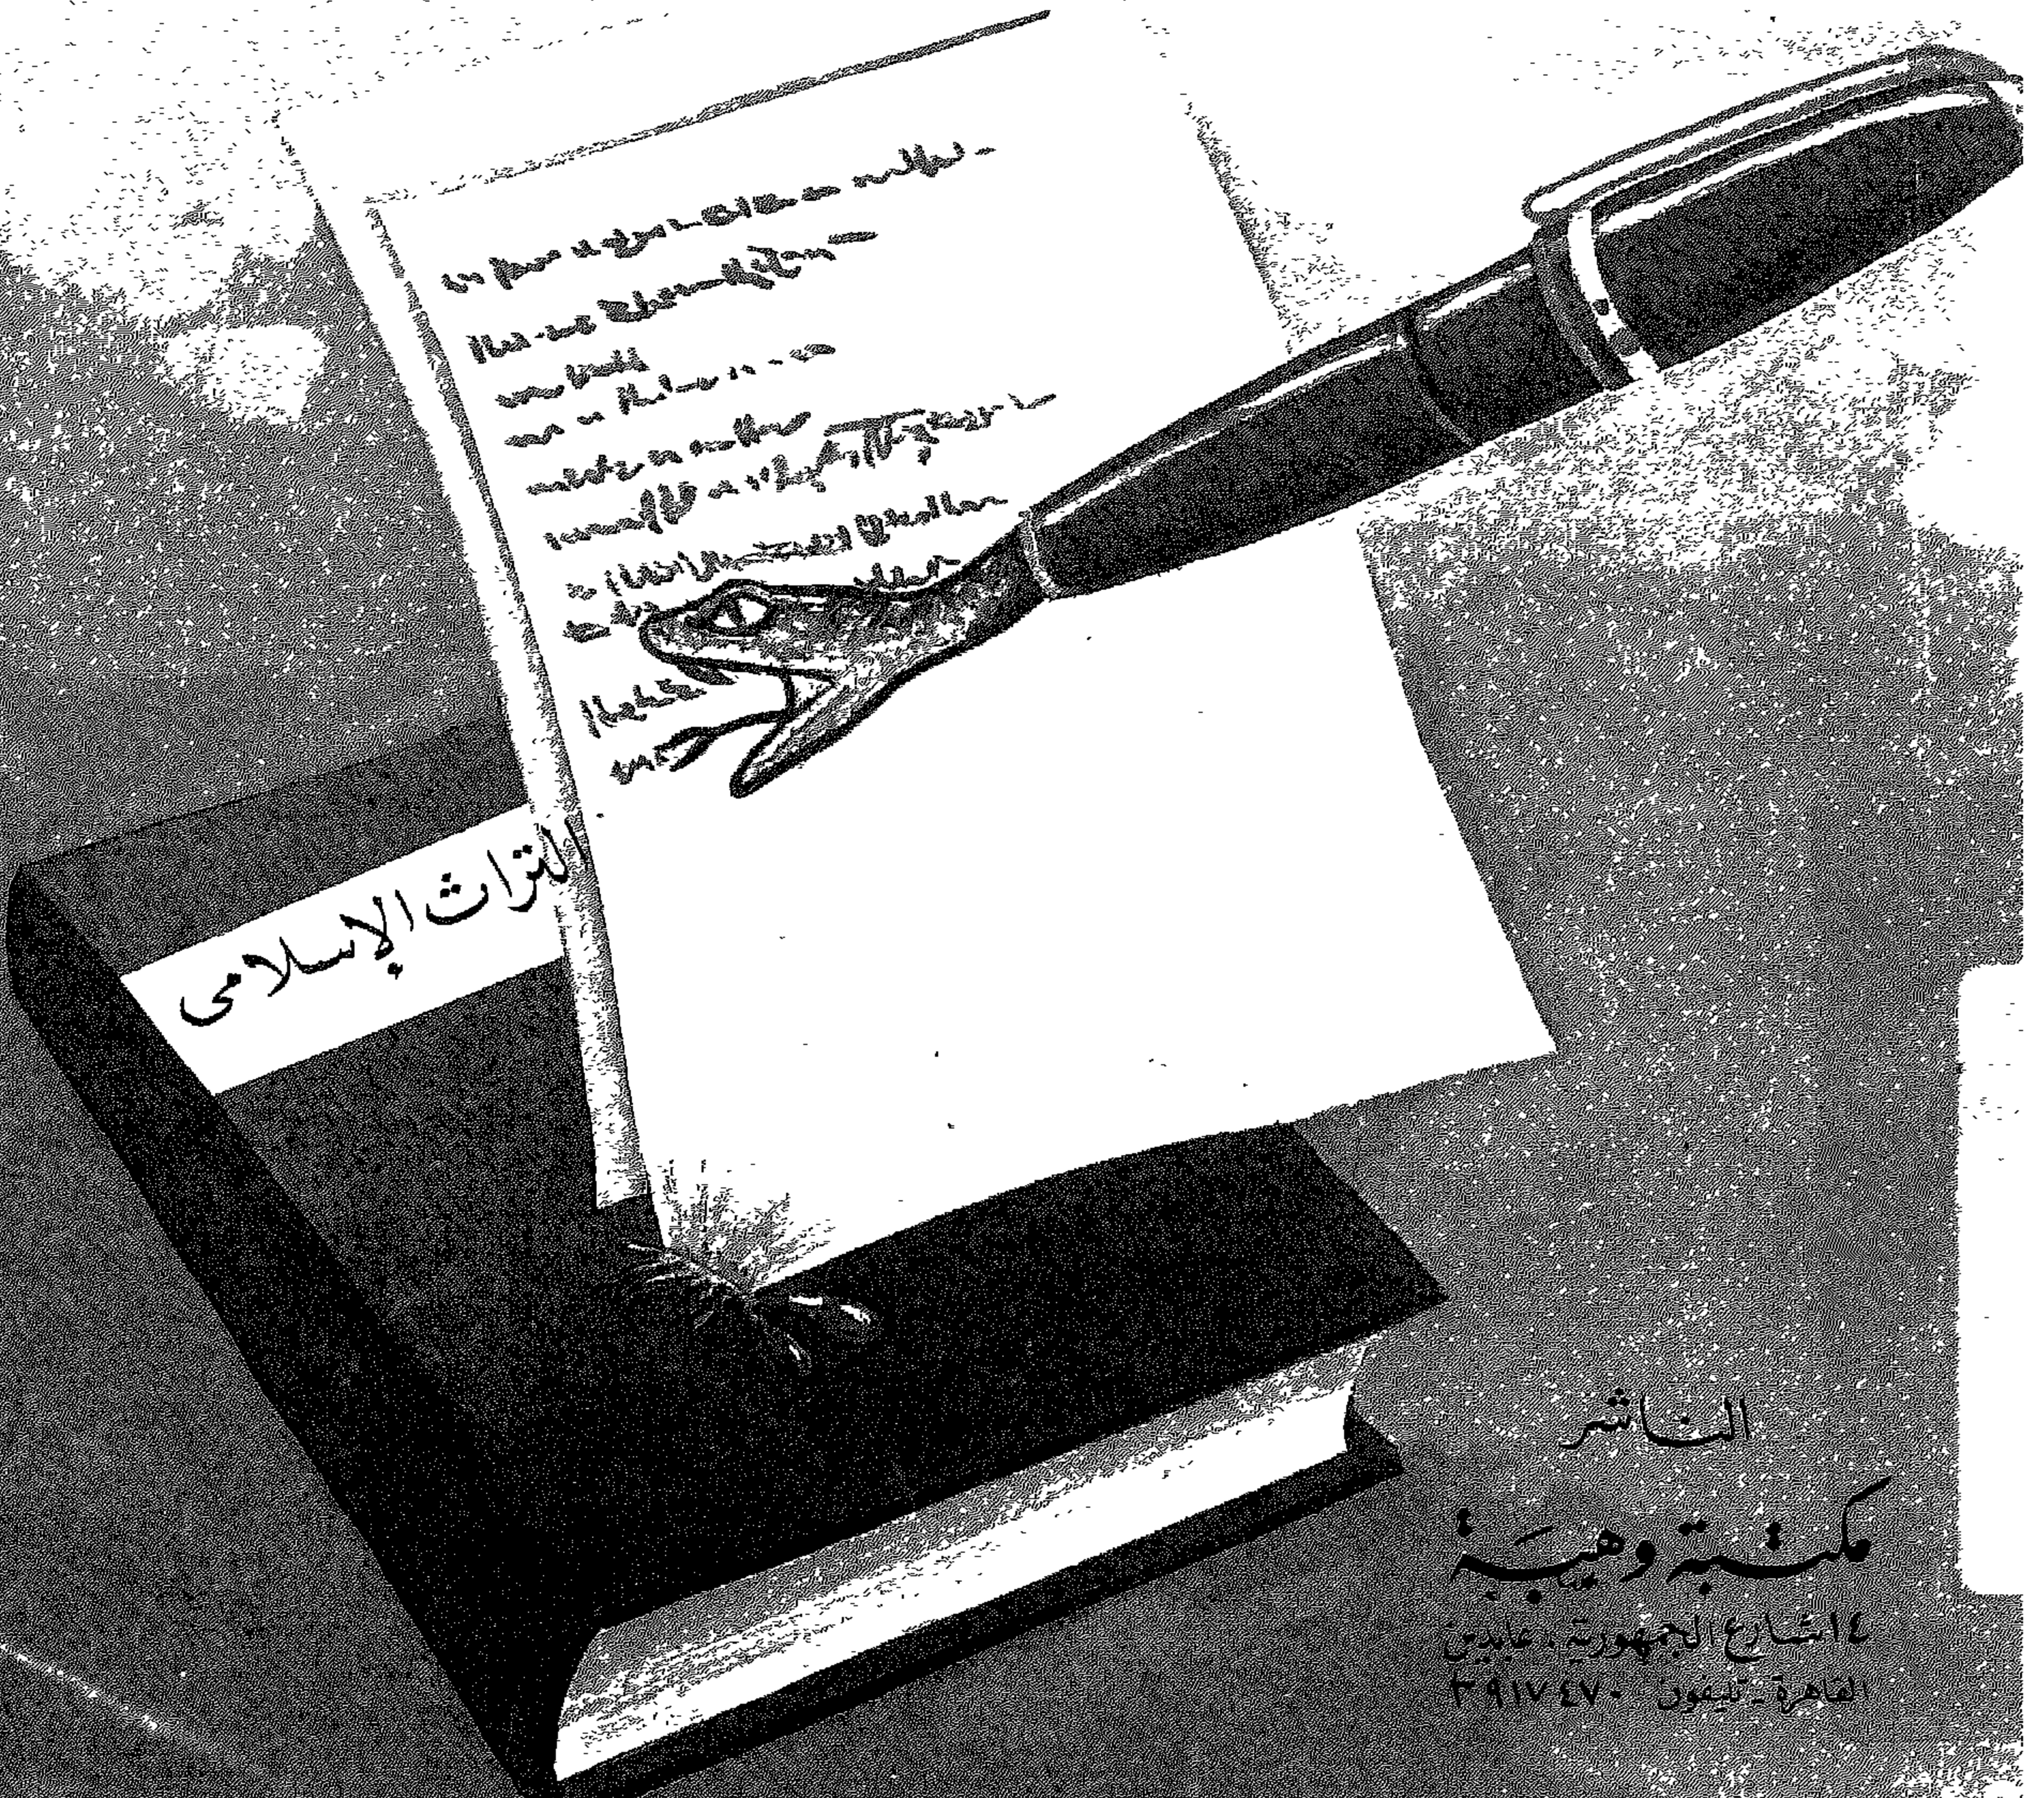 التراث الإسلامى
الناشر
مكتبة وهبة
١٤ شارع الجمهورية . عابدين
القاهرة - تليفون ٣٩١٧٤٧٠